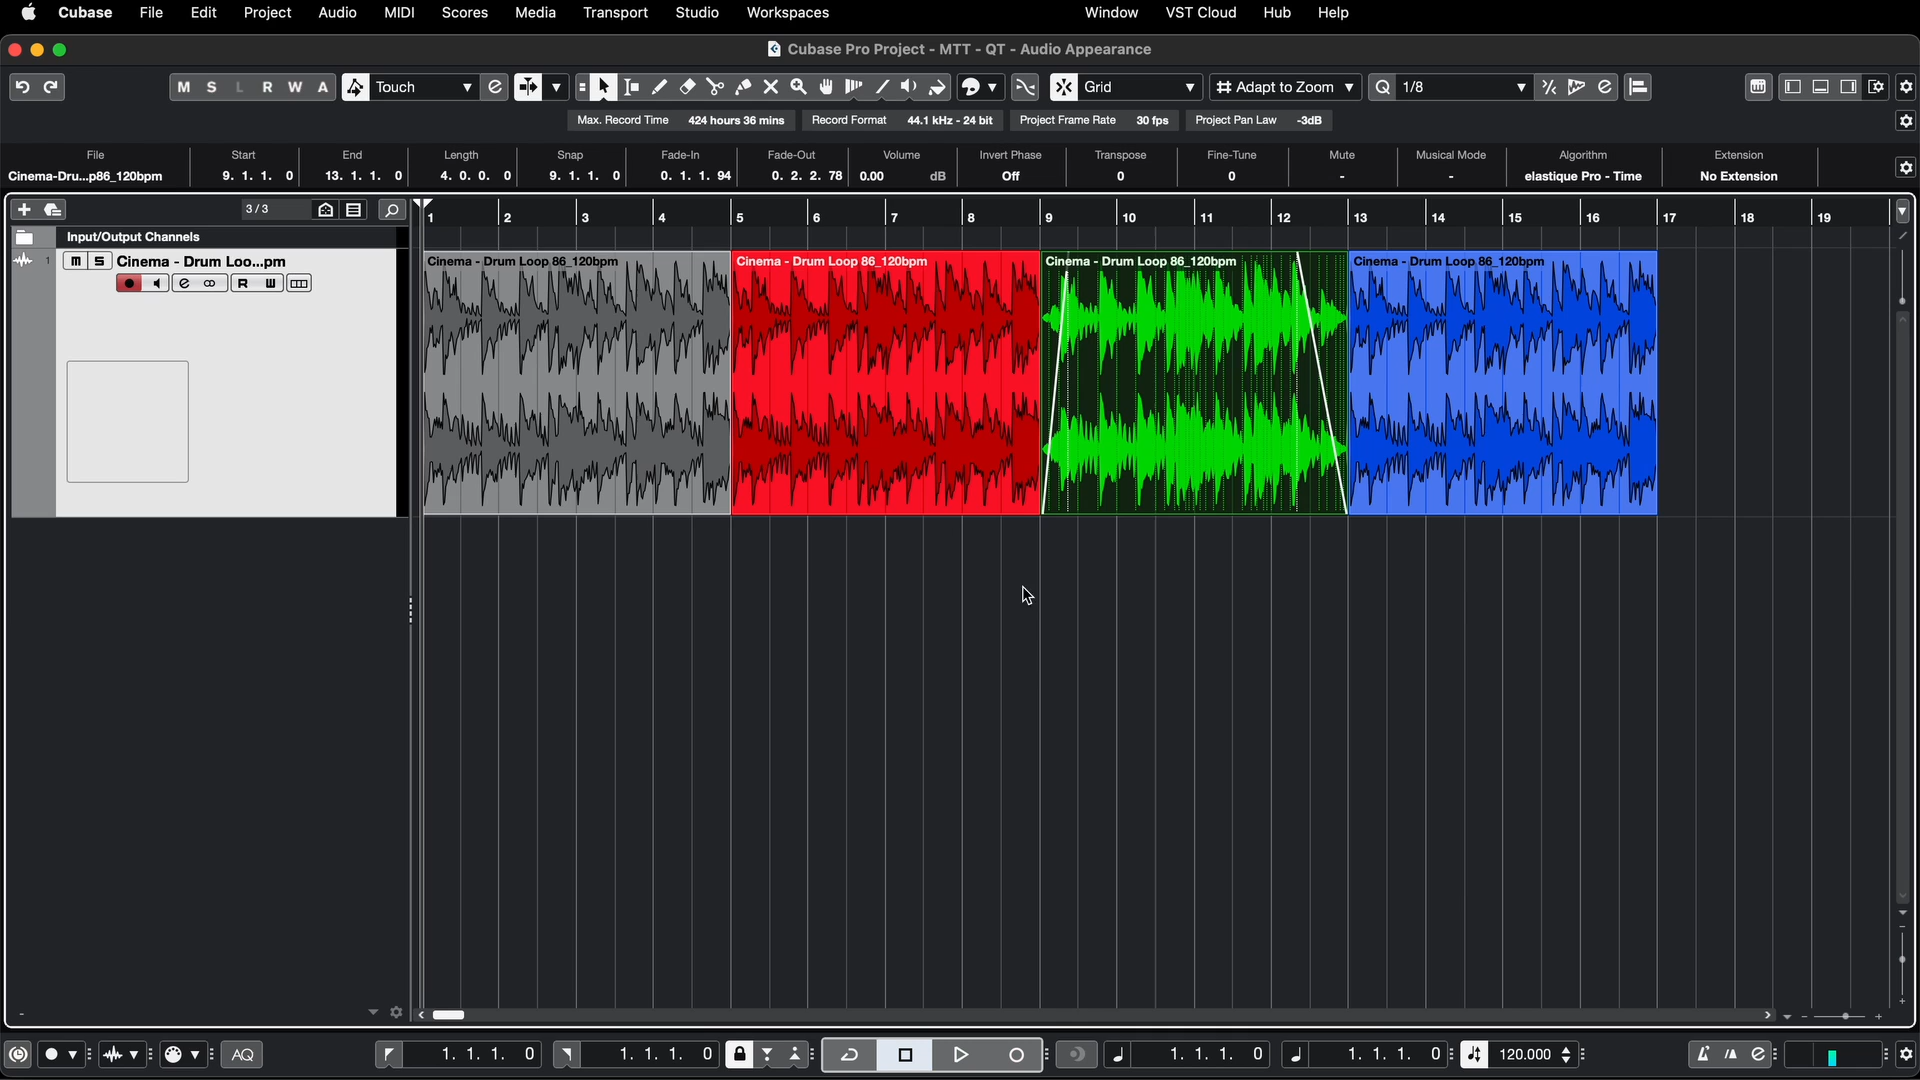 Cubase File Edit Project Audio MIDI Scores Media Transport Studio Workspaces Window VST Cloud Hub Help
Cubase Pro Project - MTT - QT - Audio Appearance
M S L R W A Touch Grid Adapt to Zoom 1/8
Max. Record Time 424 hours 36 mins Record Format 44.1 kHz - 24 bit Project Frame Rate 30 fps Project Pan Law -3dB
File Start End Length Snap Fade-In Fade-Out Volume Invert Phase Transpose Fine-Tune Mute Musical Mode Algorithm Extension
Cinema-Dru...p86_120bpm 9. 1. 1. 0 13. 1. 1. 0 4. 0. 0. 0 9. 1. 1. 0 0. 1. 1. 94 0. 2. 2. 78 0.00 dB Off 0 0 - - elastique Pro - Time No Extension
3/3
1 2 3 4 5 6 7 8 9 10 11 12 13 14 15 16 17 18 19
Input/Output Channels
1 m S Cinema - Drum Loo...pm
e R W
Cinema - Drum Loop 86_120bpm Cinema - Drum Loop 86_120bpm Cinema - Drum Loop 86_120bpm Cinema - Drum Loop 86_120bpm
AQ 1. 1. 1. 0 1. 1. 1. 0 1. 1. 1. 0 1. 1. 1. 0 120.000